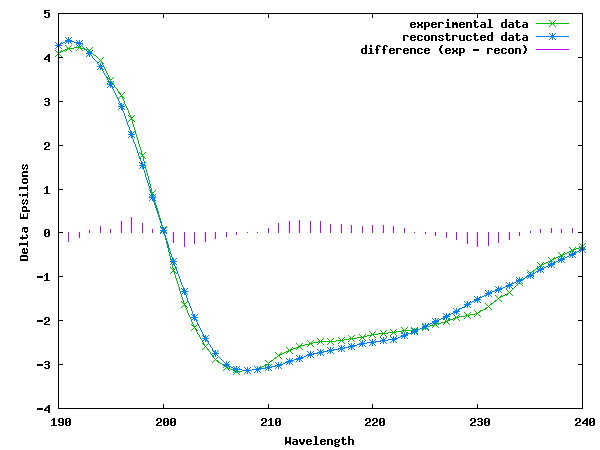 5
experimental data
reconstructed data
difference (exp - recon)
4
3
2
1
0
-1
-2
-3
-4
Delta Epsilons
190 200 210 220 230 240
Wavelength